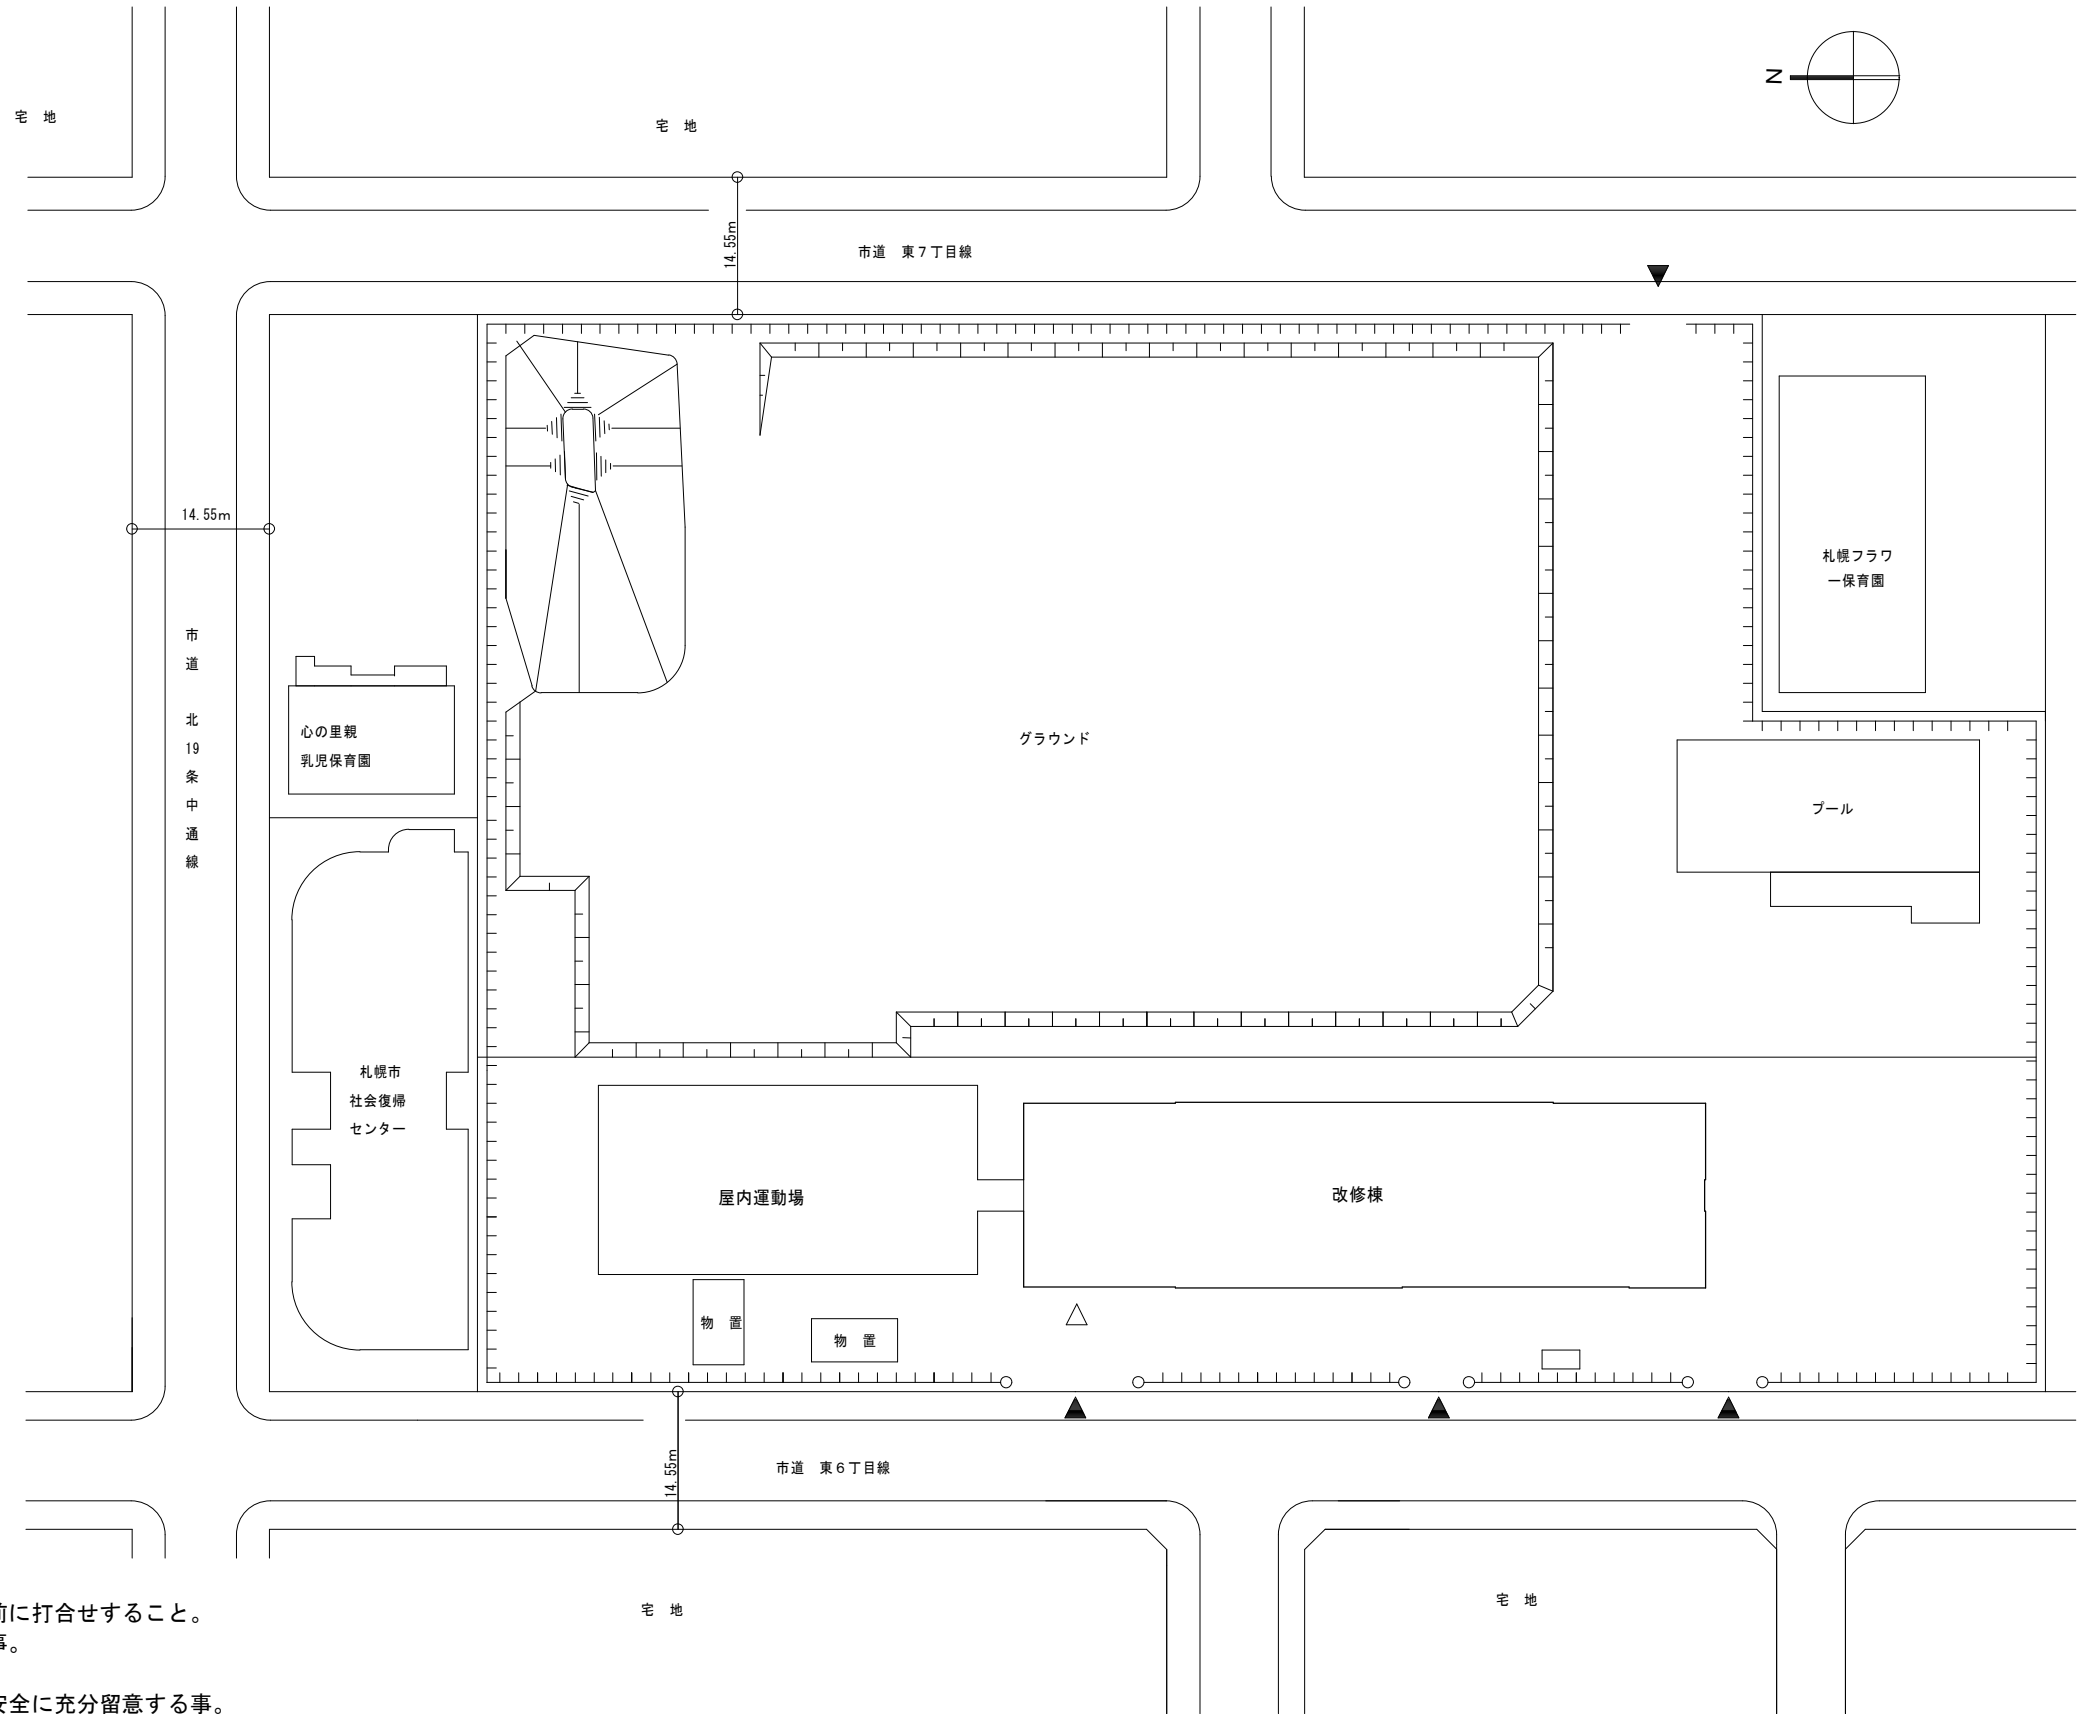 宅 地
宅 地
N
14.55m
市道 東7丁目線
14.55m
札幌フラワ
ー保育園
市
道
北
19
条
中
通
線
心の里親
乳児保育園
グラウンド
プール
札幌市
社会復帰
センター
屋内運動場
改修棟
物 置
物 置
14.55m
市道 東6丁目線
宅 地
宅 地
前に打合せすること。
事。
安全に充分留意する事。